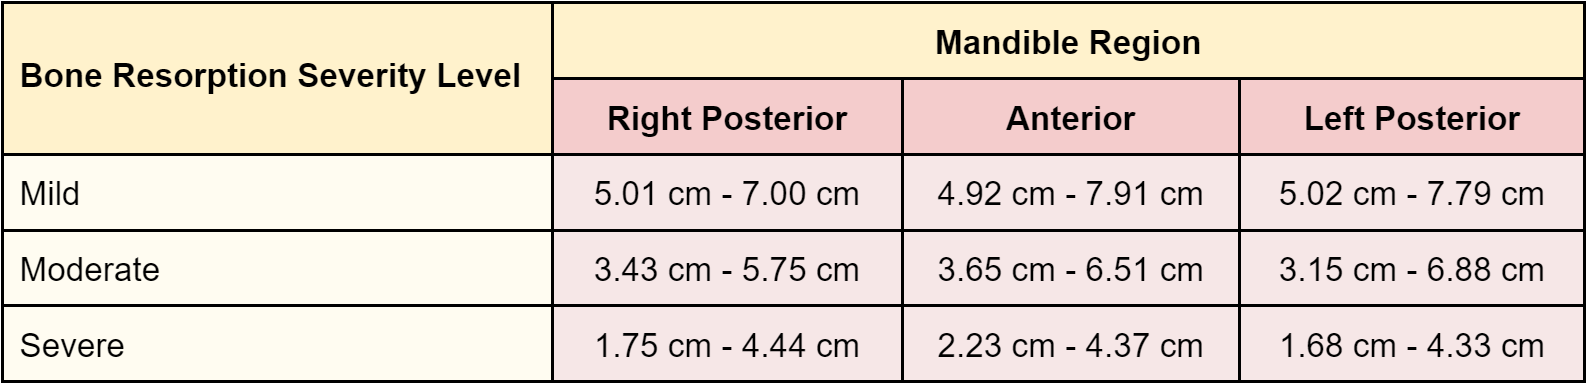 Bone Resorption Severity Level
Mandible Region
Right Posterior Anterior Left Posterior
Mild 5.01 cm - 7.00 cm 4.92 cm - 7.91 cm 5.02 cm - 7.79 cm
Moderate 3.43 cm - 5.75 cm 3.65 cm - 6.51 cm 3.15 cm - 6.88 cm
Severe 1.75 cm - 4.44 cm 2.23 cm - 4.37 cm 1.68 cm - 4.33 cm